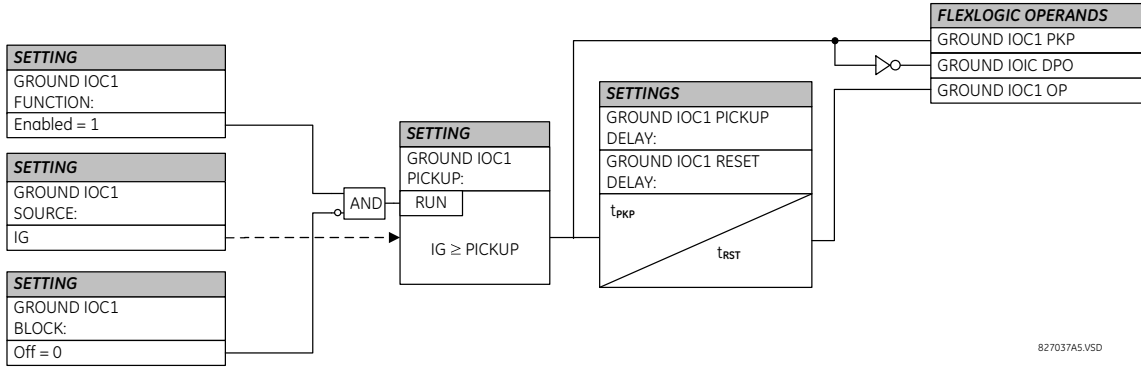 SETTING
GROUND IOC1
FUNCTION:
Enabled = 1
SETTING
GROUND IOC1
SOURCE:
IG
SETTING
GROUND IOC1
BLOCK:
Off = 0
AND
SETTING
GROUND IOC1
PICKUP:
RUN
IG ≥ PICKUP
SETTINGS
GROUND IOC1 PICKUP
DELAY:
GROUND IOC1 RESET
DELAY:
tPKP
tRST
FLEXLOGIC OPERANDS
GROUND IOC1 PKP
GROUND IOIC DPO
GROUND IOC1 OP
827037A5.VSD